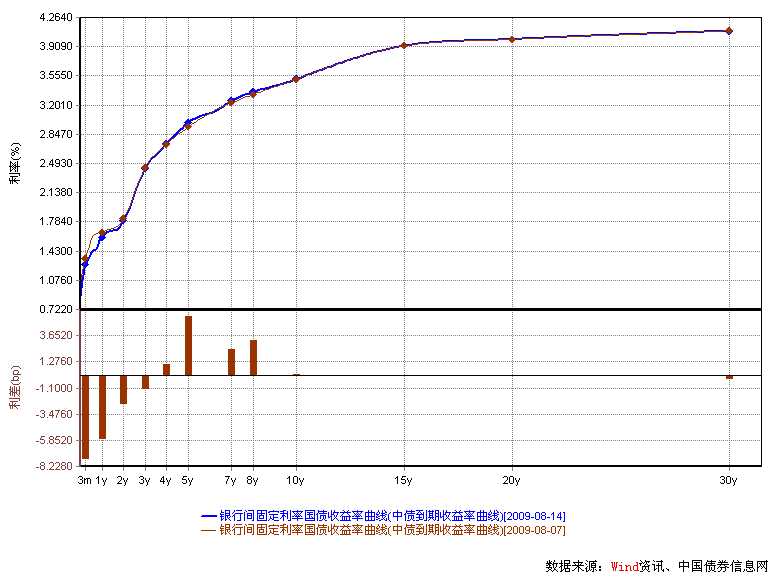 4.2640
3.9090
3.5550
3.2010
2.8470
2.4930
2.1380
1.7840
1.4300
1.0760
0.7220
利率(%)
3.6520
1.2760
-1.1000
-3.4760
-5.8520
-8.2280
利差(bp)
3m 1y 2y 3y 4y 5y 7y 8y 10y 15y 20y 30y
银行间固定利率国债收益率曲线(中债到期收益率曲线)[2009-08-14]
银行间固定利率国债收益率曲线(中债到期收益率曲线)[2009-08-07]
数据来源：Wind资讯、中国债券信息网